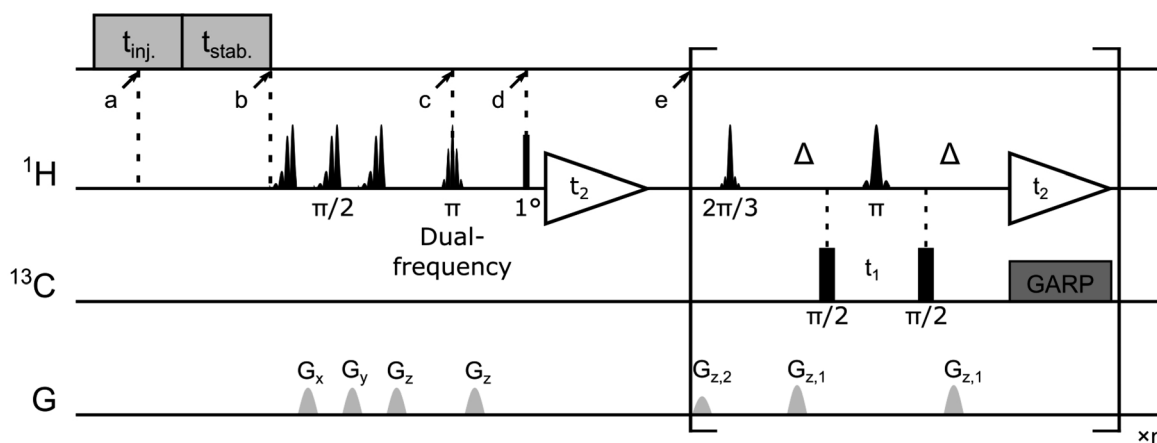 t_inj. t_stab.
a b c d e
¹H Δ Δ
t₂ t₂
π/2 π 1° 2π/3 π
Dual-
frequency
¹³C t₁ GARP
π/2 π/2
G Gₓ G_y G_z G_z G_z,2 G_z,1 G_z,1